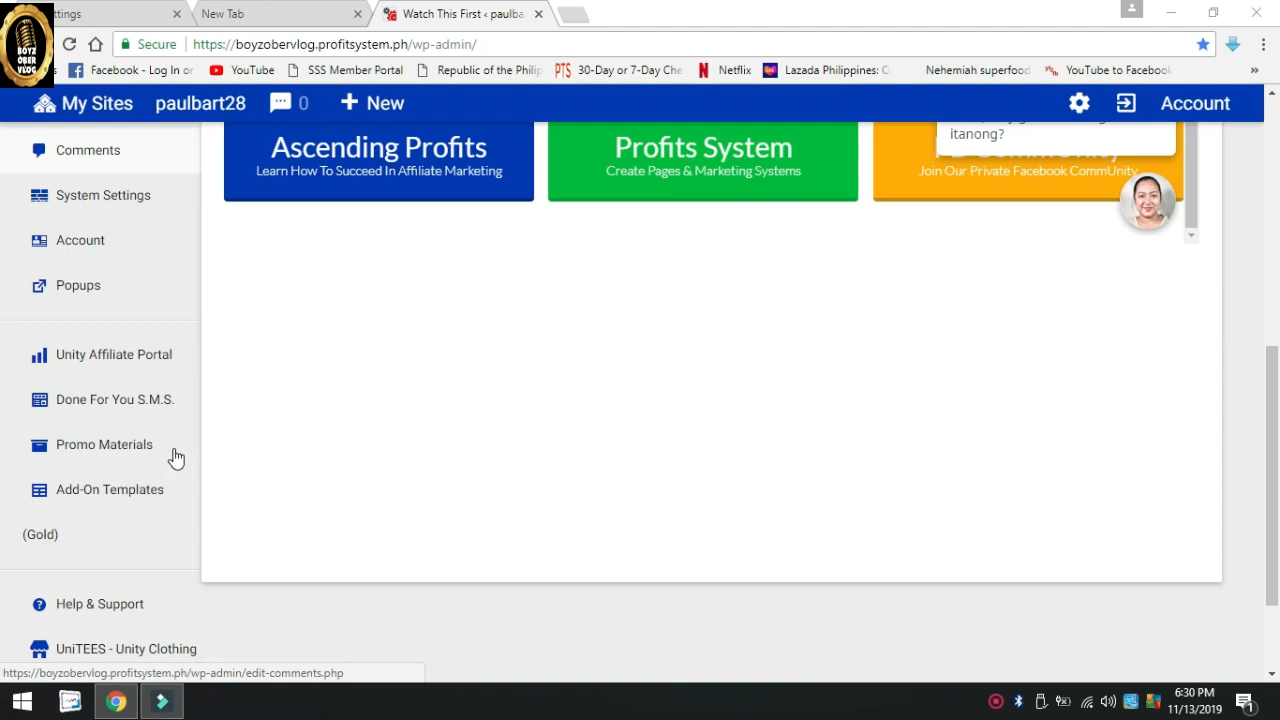 BOYZ
OBER
VLOG
ttings
New Tab
Watch This First ‹ paulba
Secure
https://boyzobervlog.profitsystem.ph/wp-admin/
Facebook - Log In or
YouTube
SSS Member Portal
Republic of the Philip
PTS 30-Day or 7-Day Che
Netflix
Lazada Philippines: O
Nehemiah superfood
YouTube to Facebook
»
My Sites
paulbart28
0
+ New
Account
itanong?
Comments
System Settings
Account
Popups
Unity Affiliate Portal
Done For You S.M.S.
Promo Materials
Add-On Templates
(Gold)
Help & Support
UniTEES - Unity Clothing
Ascending Profits
Learn How To Succeed In Affiliate Marketing
Profits System
Create Pages & Marketing Systems
Join Our Private Facebook CommUnity
https://boyzobervlog.profitsystem.ph/wp-admin/edit-comments.php
6:30 PM
11/13/2019
1